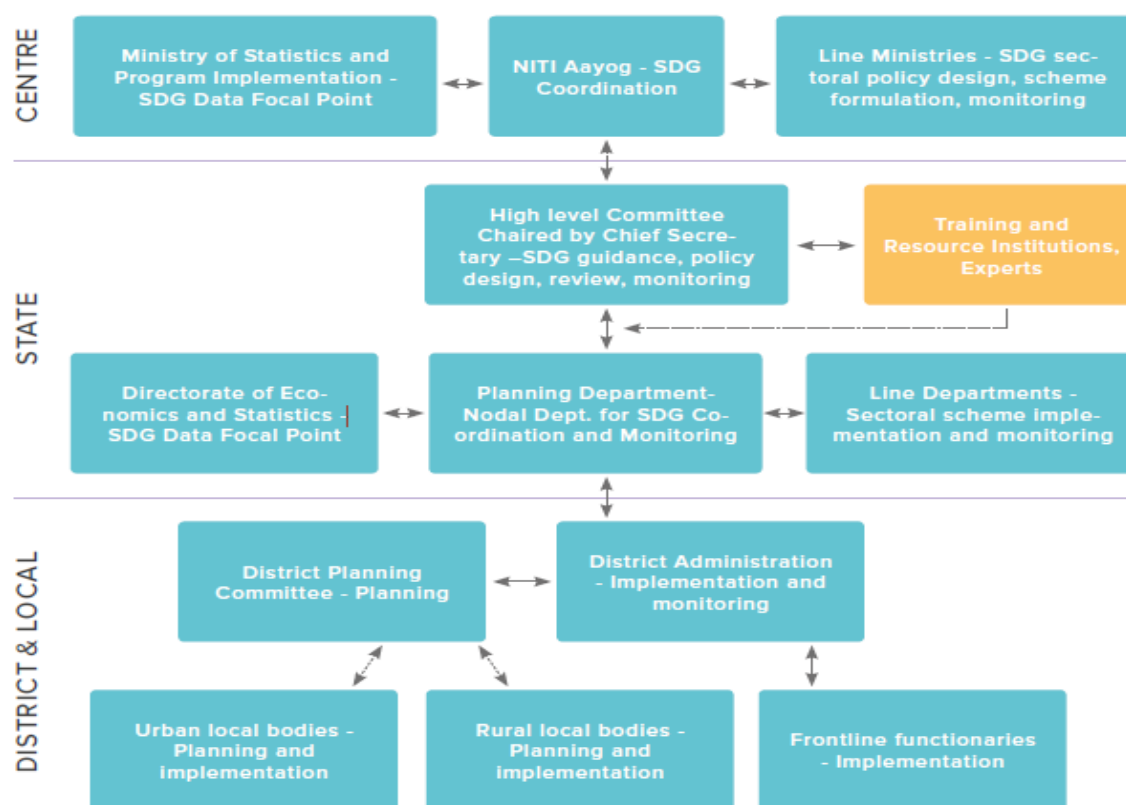 CENTRE
Ministry of Statistics and
Program Implementation -
SDG Data Focal Point
NITI Aayog - SDG
Coordination
Line Ministries - SDG sec-
toral policy design, scheme
formulation, monitoring
STATE
High level Committee
Chaired by Chief Secre-
tary –SDG guidance, policy
design, review, monitoring
Training and
Resource Institutions,
Experts
Directorate of Eco-
nomics and Statistics -
SDG Data Focal Point
Planning Department-
Nodal Dept. for SDG Co-
ordination and Monitoring
Line Departments -
Sectoral scheme imple-
mentation and monitoring
DISTRICT & LOCAL
District Planning
Committee - Planning
District Administration
- Implementation and
monitoring
Urban local bodies -
Planning and
implementation
Rural local bodies -
Planning and
implementation
Frontline functionaries
- Implementation